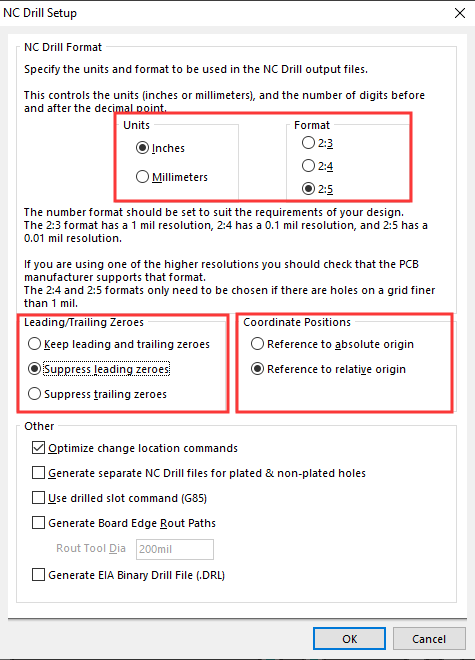 NC Drill Setup
NC Drill Format
Specify the units and format to be used in the NC Drill output files.
This controls the units (inches or millimeters), and the number of digits before
and after the decimal point.
Units
Format
Inches
2:3
2:4
Millimeters
2:5
The number format should be set to suit the requirements of your design.
The 2:3 format has a 1 mil resolution, 2:4 has a 0.1 mil resolution, and 2:5 has a
0.01 mil resolution.
If you are using one of the higher resolutions you should check that the PCB
manufacturer supports that format.
The 2:4 and 2:5 formats only need to be chosen if there are holes on a grid finer
than 1 mil.
Leading/Trailing Zeroes
Keep leading and trailing zeroes
Suppress leading zeroes
Suppress trailing zeroes
Coordinate Positions
Reference to absolute origin
Reference to relative origin
Other
Optimize change location commands
Generate separate NC Drill files for plated & non-plated holes
Use drilled slot command (G85)
Generate Board Edge Rout Paths
Rout Tool Dia 200mil
Generate EIA Binary Drill File (.DRL)
OK
Cancel